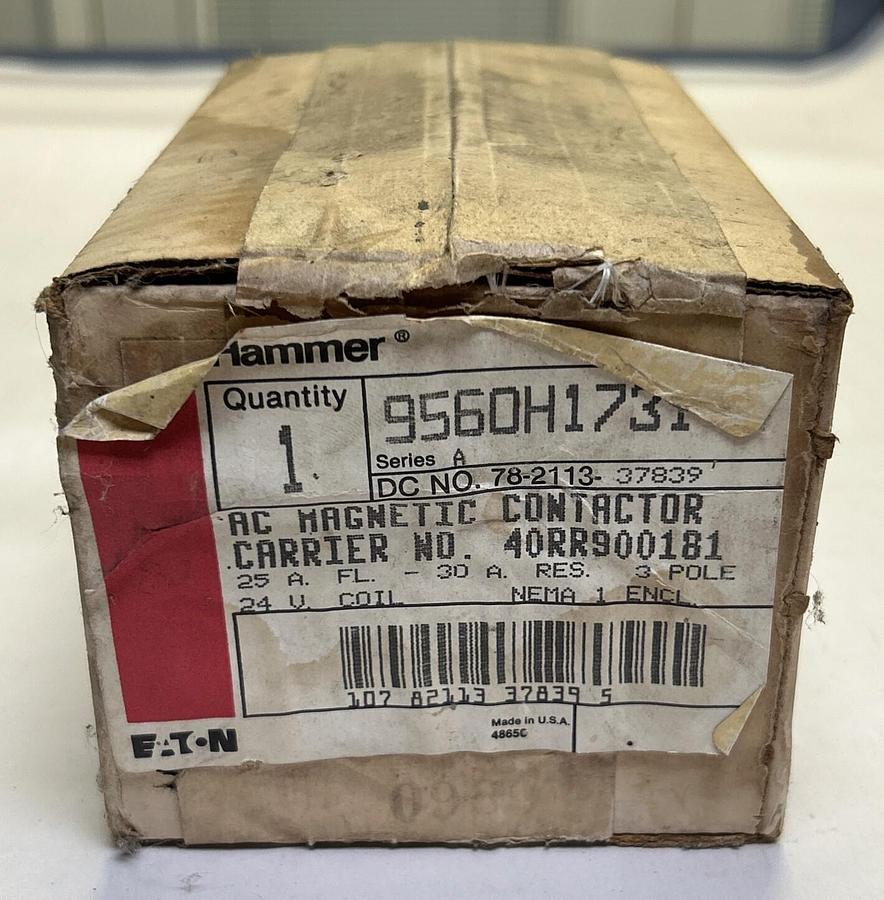 Hammer®
Quantity
1
9560H1731
Series A
DC NO. 78-2113- 37839
AC MAGNETIC CONTACTOR
CARRIER NO. 40RR900181
25 A. FL. - 30 A. RES. 3 POLE
24 V. COIL NEMA 1 ENCL.
107 82113 37839 5
Made in U.S.A.
48650
EATON